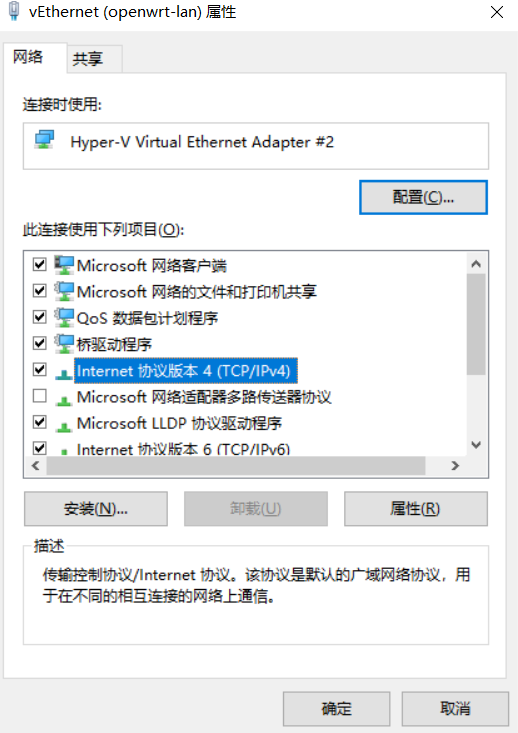 vEthernet (openwrt-lan) 属性
网络
共享
连接时使用:
Hyper-V Virtual Ethernet Adapter #2
配置(C)...
此连接使用下列项目(O):
Microsoft 网络客户端
Microsoft 网络的文件和打印机共享
QoS 数据包计划程序
桥驱动程序
Internet 协议版本 4 (TCP/IPv4)
Microsoft 网络适配器多路传送器协议
Microsoft LLDP 协议驱动程序
Internet 协议版本 6 (TCP/IPv6)
安装(N)...
卸载(U)
属性(R)
描述
传输控制协议/Internet 协议。该协议是默认的广域网络协议，用
于在不同的相互连接的网络上通信。
确定
取消